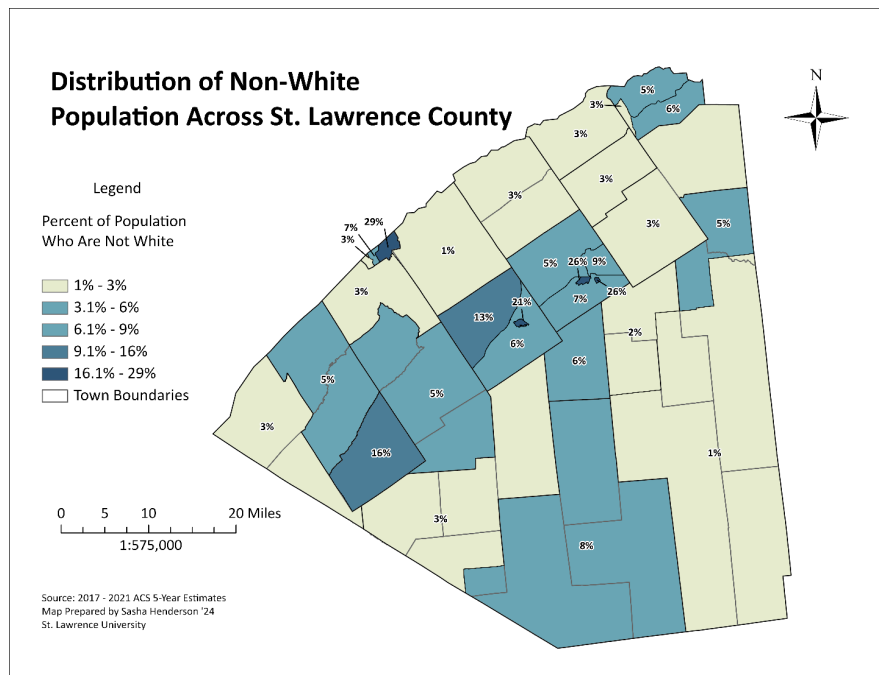 Distribution of Non-White
Population Across St. Lawrence County
N
Legend
Percent of Population
Who Are Not White
1% - 3%
3.1% - 6%
6.1% - 9%
9.1% - 16%
16.1% - 29%
Town Boundaries
5%
3%
6%
3%
3%
3%
3%
5%
29%
7%
3%
1%
5%
26%
9%
3%
26%
7%
21%
13%
2%
6%
6%
5%
5%
3%
16%
1%
3%
8%
0 5 10 20 Miles
1:575,000
Source: 2017 - 2021 ACS 5-Year Estimates
Map Prepared by Sasha Henderson '24
St. Lawrence University